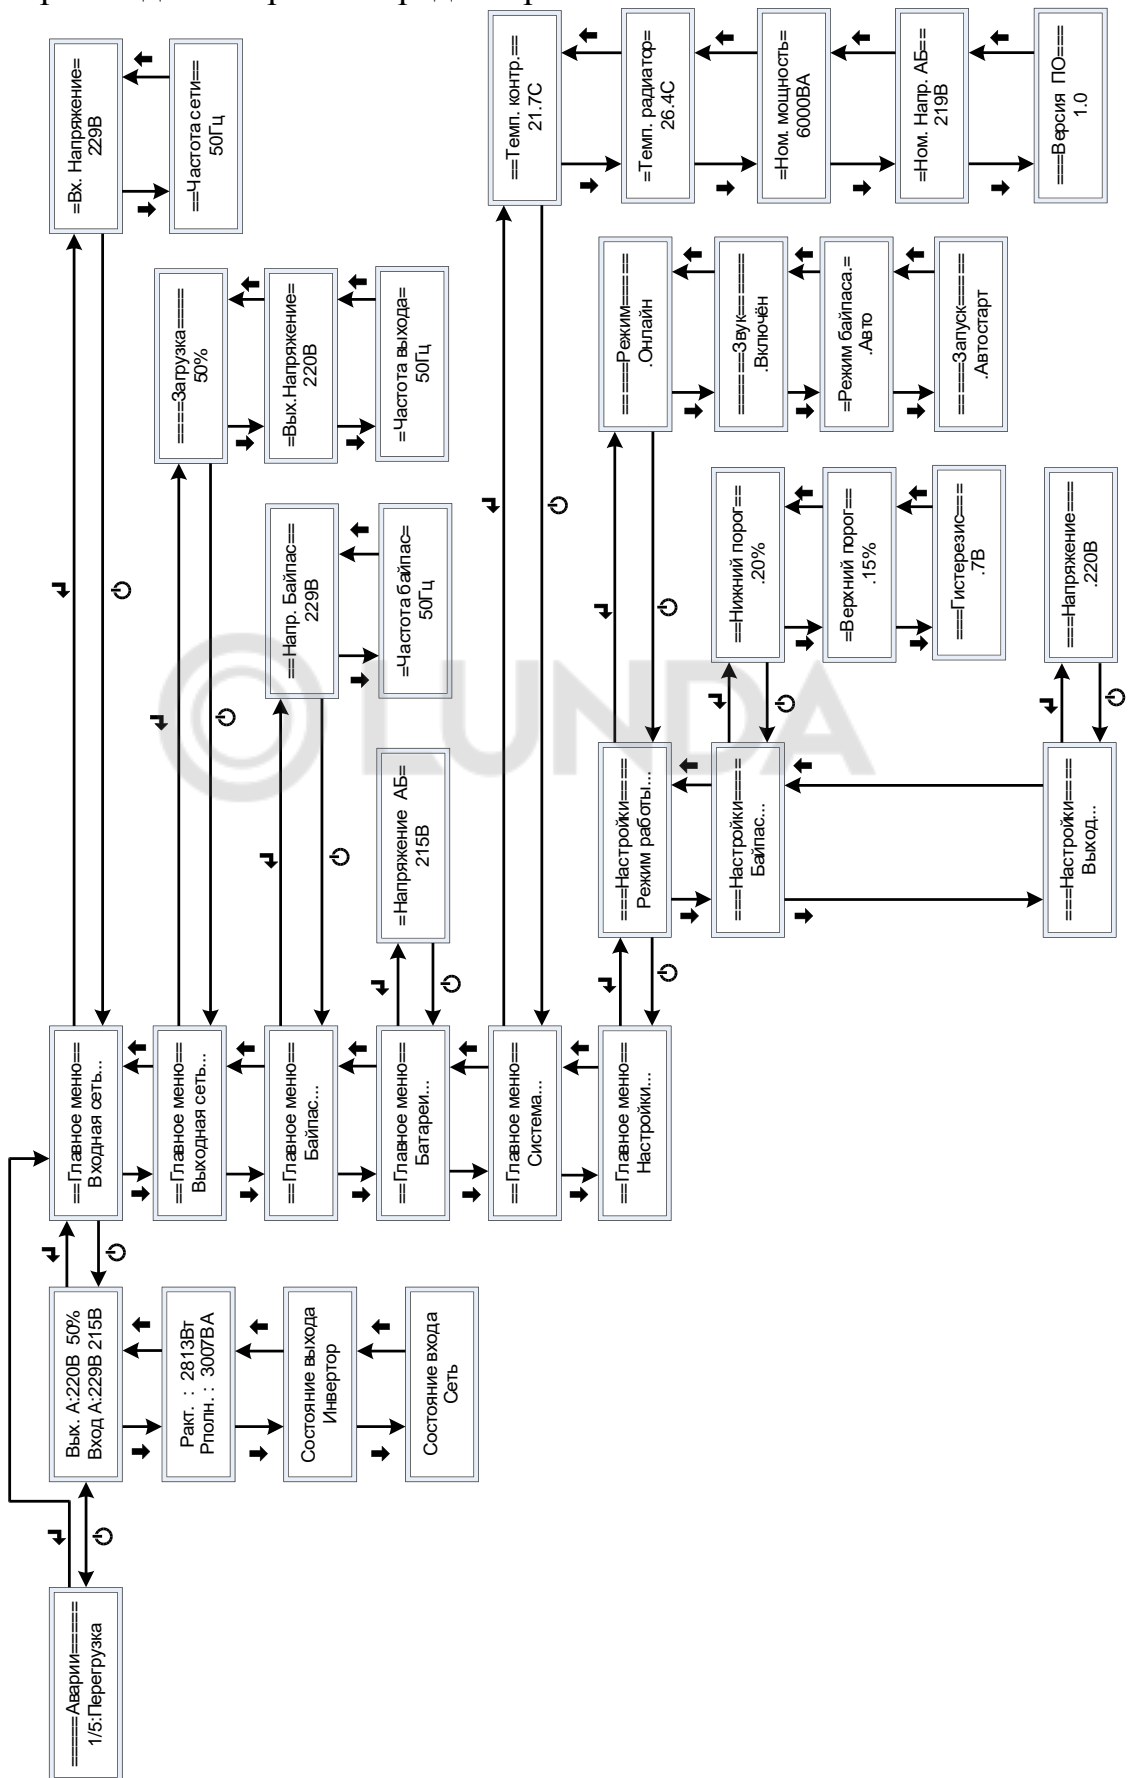 =====Аварии=====
1/5:Перегрузка
Вых. А:220В 50%
Вход А:229В 215В
Ракт. : 2813Вт
Рполн. : 3007ВА
Состояние выхода
Инвертор
Состояние входа
Сеть
==Главное меню==
Входная сеть...
==Главное меню==
Выходная сеть...
==Главное меню==
Байпас...
==Главное меню==
Батареи...
==Главное меню==
Система...
==Главное меню==
Настройки...
=Вх. Напряжение=
229В
==Частота сети==
50Гц
====Загрузка====
50%
=Вых.Напряжение=
220В
=Частота выхода=
50Гц
==Напр. Байпас==
229В
=Частота байпас=
50Гц
=Напряжение АБ=
215В
==Темп. контр.==
21.7С
=Темп. радиатор=
26.4С
=Ном. мощность=
6000ВА
=Ном. Напр. АБ==
219В
===Версия ПО===
1.0
===Настройки====
Режим работы...
===Настройки====
Байпас...
===Настройки====
Выход...
=====Режим=====
.Онлайн
======Звук======
.Включён
=Режим байпаса.=
.Авто
=====Запуск=====
.Автостарт
==Нижний порог==
.20%
=Верхний порог==
.15%
===Гистерезис===
.7В
===Напряжение===
.220В
LUNDA